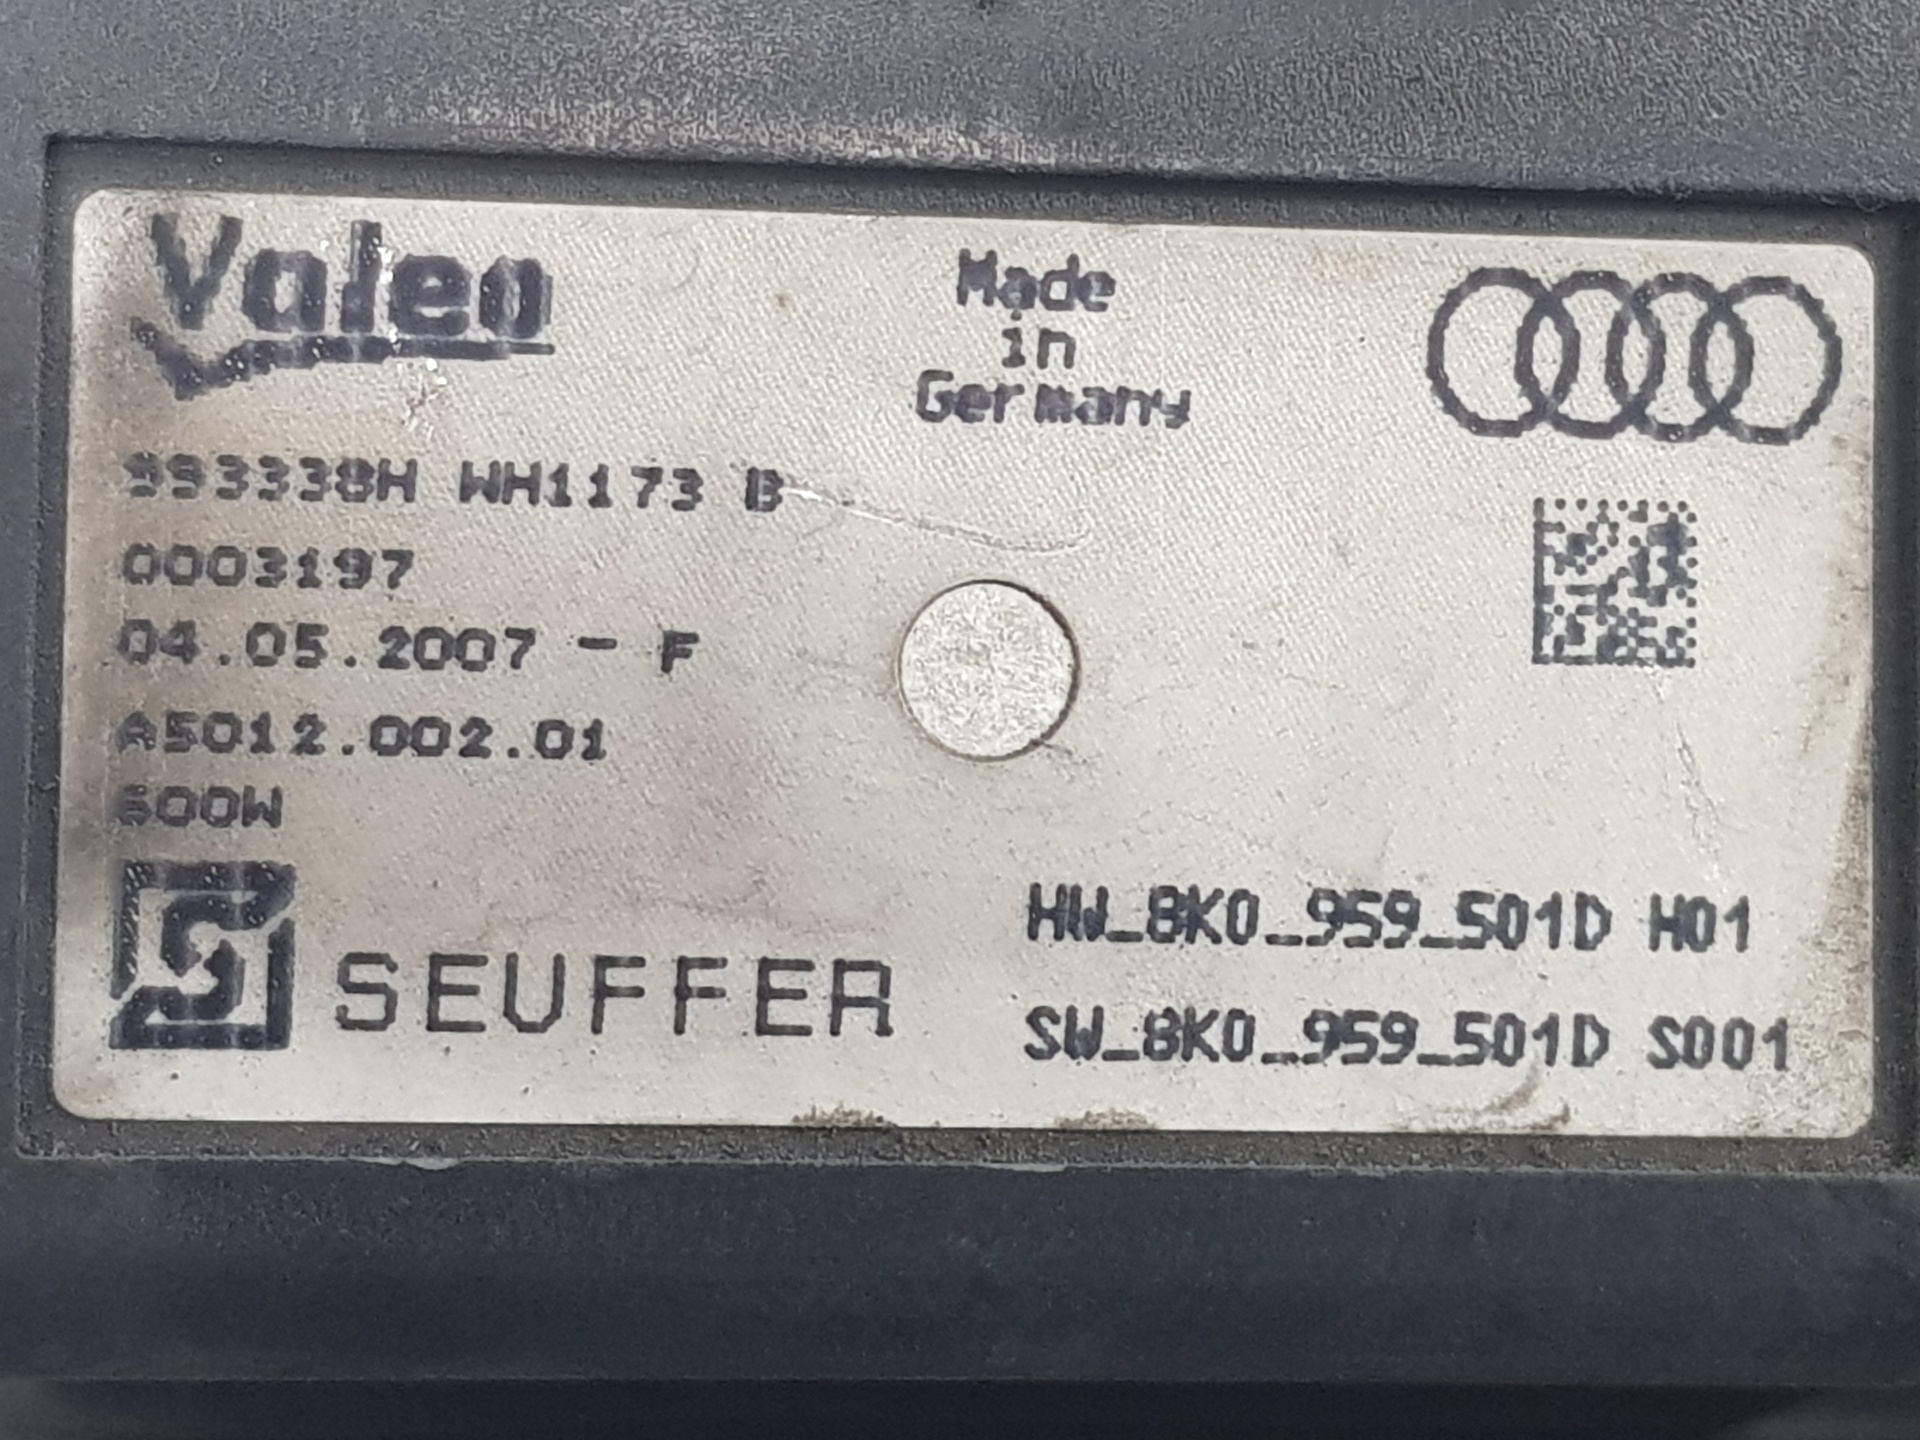 Valeo
Made
in
Germany
993338H WH1173 B
0003197
04.05.2007 - F
A5012.002.01
600W
SEUFFER
HW_8K0_959_501D H01
SW_8K0_959_501D S001